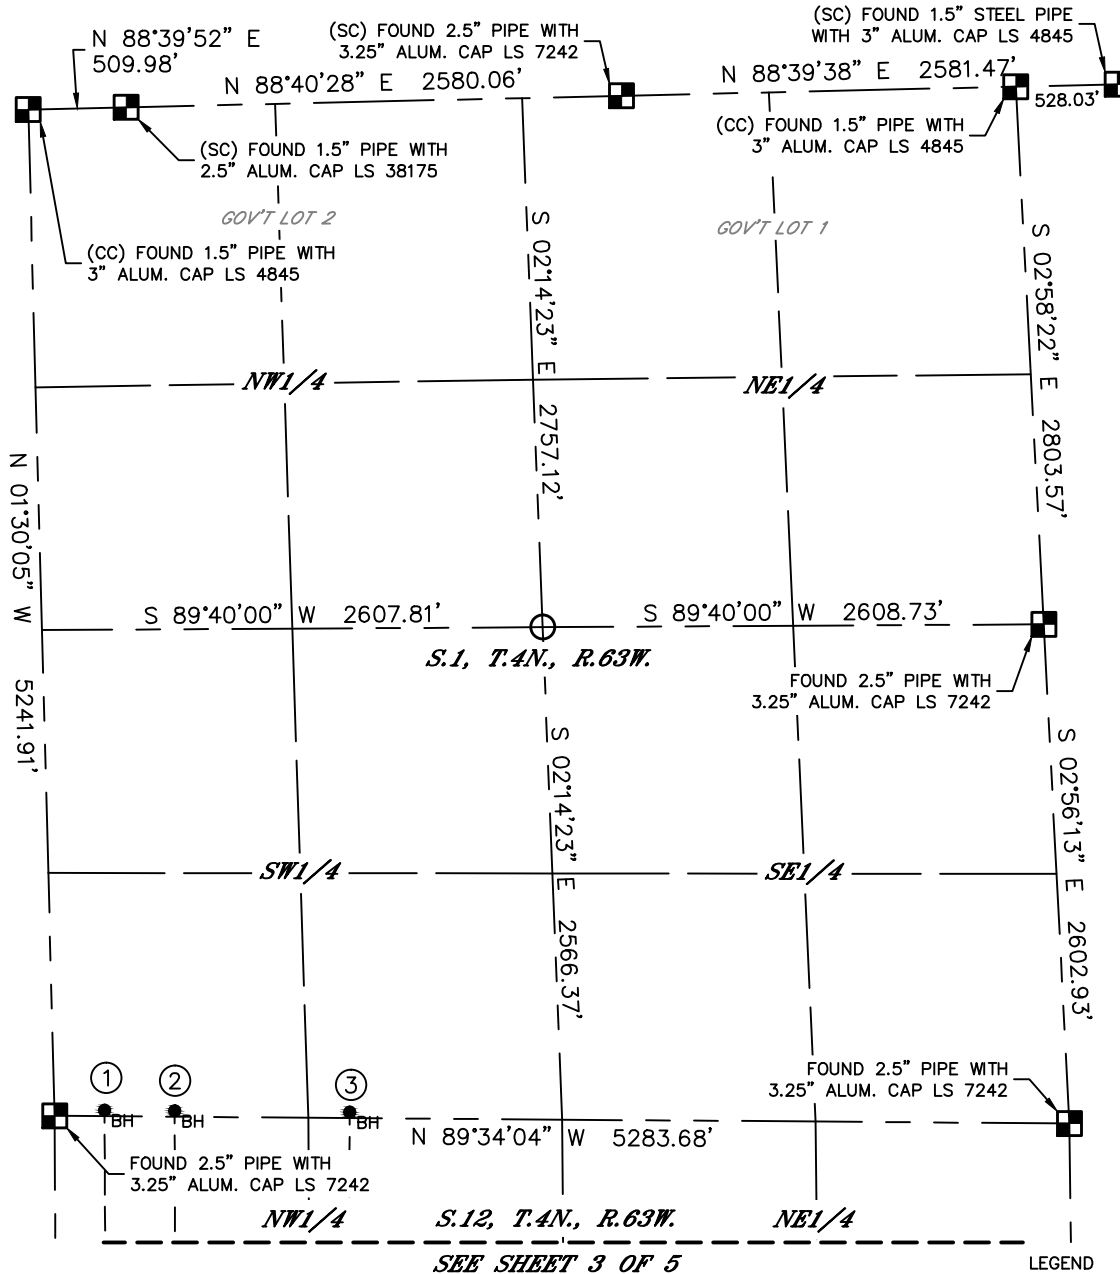 (SC) FOUND 2.5" PIPE WITH
3.25" ALUM. CAP LS 7242
(SC) FOUND 1.5" STEEL PIPE
WITH 3" ALUM. CAP LS 4845
N 88°39'52" E
509.98'
N 88°40'28" E 2580.06'
N 88°39'38" E 2581.47'
528.03'
(CC) FOUND 1.5" PIPE WITH
3" ALUM. CAP LS 4845
(SC) FOUND 1.5" PIPE WITH
2.5" ALUM. CAP LS 38175
GOV'T LOT 2
GOV'T LOT 1
(CC) FOUND 1.5" PIPE WITH
3" ALUM. CAP LS 4845
S 02°14'23" E 2757.12'
S 02°58'22" E 2803.57'
NW1/4
NE1/4
N 01°30'05" W 5241.91'
S 89°40'00" W 2607.81'
S 89°40'00" W 2608.73'
S.1, T.4N., R.63W.
FOUND 2.5" PIPE WITH
3.25" ALUM. CAP LS 7242
S 02°14'23" E 2566.37'
S 02°56'13" E 2602.93'
SW1/4
SE1/4
1
2
3
BH
BH
BH
FOUND 2.5" PIPE WITH
3.25" ALUM. CAP LS 7242
N 89°34'04" W 5283.68'
FOUND 2.5" PIPE WITH
3.25" ALUM. CAP LS 7242
NW1/4
S.12, T.4N., R.63W.
NE1/4
SEE SHEET 3 OF 5
LEGEND